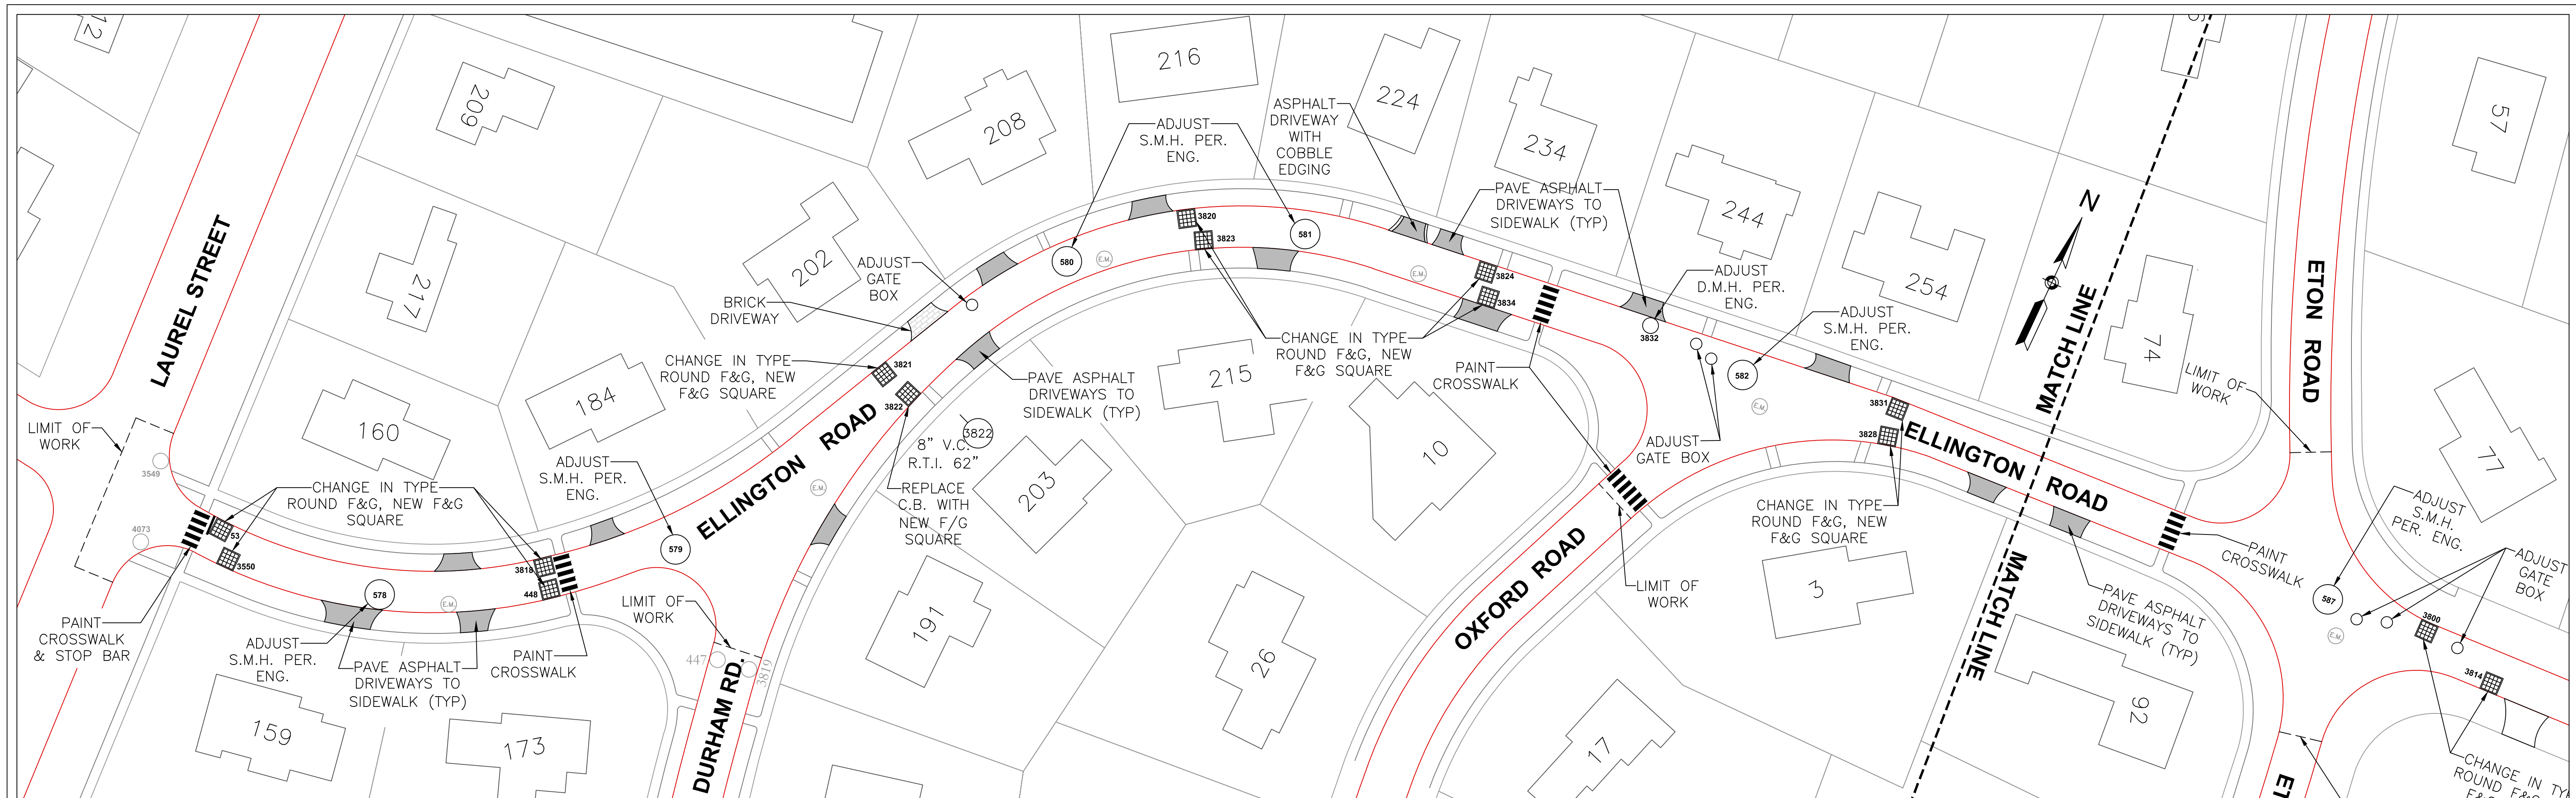 212
209
217
LAUREL STREET
160
184
202
208
216
224
234
244
254
74
57
77
LIMIT OF
WORK
3549
4073
CHANGE IN TYPE
ROUND F&G, NEW F&G
SQUARE
53
3550
3818
448
PAINT
CROSSWALK
& STOP BAR
578
E.M.
ADJUST
S.M.H. PER.
ENG.
PAVE ASPHALT
DRIVEWAYS TO
SIDEWALK (TYP)
PAINT
CROSSWALK
159
173
ADJUST
S.M.H. PER.
ENG.
579
ELLINGTON ROAD
E.M.
LIMIT OF
WORK
447
3819
DURHAM RD.
191
CHANGE IN TYPE
ROUND F&G, NEW
F&G SQUARE
BRICK
DRIVEWAY
ADJUST
GATE
BOX
3821
3822
3822
8” V.C.
R.T.I. 62”
REPLACE
C.B. WITH
NEW F/G
SQUARE
203
PAVE ASPHALT
DRIVEWAYS TO
SIDEWALK (TYP)
ADJUST
S.M.H. PER.
ENG.
580
E.M.
3820
3823
581
215
26
10
CHANGE IN TYPE
ROUND F&G, NEW
F&G SQUARE
ASPHALT
DRIVEWAY
WITH
COBBLE
EDGING
PAVE ASPHALT
DRIVEWAYS TO
SIDEWALK (TYP)
E.M.
3824
3834
PAINT
CROSSWALK
ADJUST
D.M.H. PER.
ENG.
3832
ADJUST
GATE BOX
582
ADJUST
S.M.H. PER.
ENG.
E.M.
3831
3828
ELLINGTON ROAD
CHANGE IN TYPE
ROUND F&G, NEW
F&G SQUARE
OXFORD ROAD
LIMIT OF
WORK
3
17
92
N
MATCH LINE
MATCH LINE
ETON ROAD
LIMIT OF
WORK
PAINT
CROSSWALK
PAVE ASPHALT
DRIVEWAYS TO
SIDEWALK (TYP)
ADJUST
S.M.H.
PER. ENG.
587
E.M.
ADJUST
GATE
BOX
3800
3814
CHANGE IN TY
ROUND F&G
ET